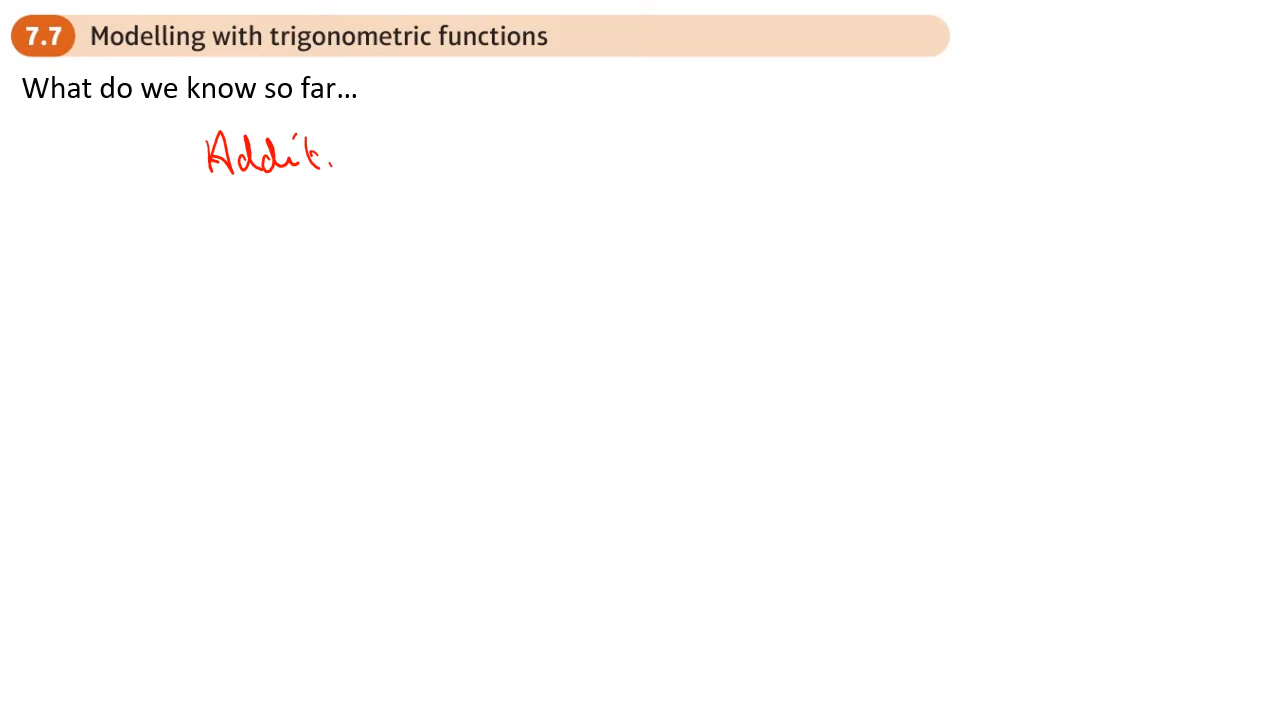 7.7 Modelling with trigonometric functions
What do we know so far...
Addit.